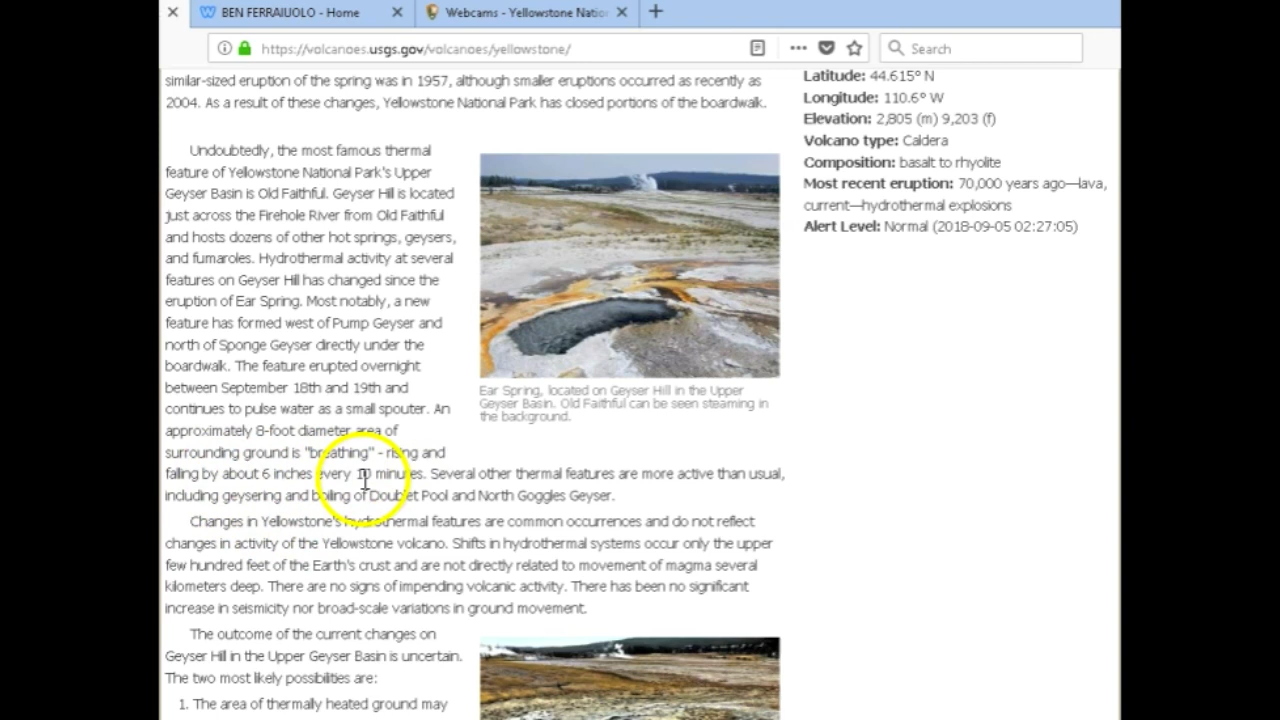 BEN FERRAIUOLO - Home
Webcams - Yellowstone Natio
https://volcanoes.usgs.gov/volcanoes/yellowstone/
Search
similar-sized eruption of the spring was in 1957, although smaller eruptions occurred as recently as
2004. As a result of these changes, Yellowstone National Park has closed portions of the boardwalk.
Undoubtedly, the most famous thermal
feature of Yellowstone National Park's Upper
Geyser Basin is Old Faithful. Geyser Hill is located
just across the Firehole River from Old Faithful
and hosts dozens of other hot springs, geysers,
and fumaroles. Hydrothermal activity at several
features on Geyser Hill has changed since the
eruption of Ear Spring. Most notably, a new
feature has formed west of Pump Geyser and
north of Sponge Geyser directly under the
boardwalk. The feature erupted overnight
between September 18th and 19th and
continues to pulse water as a small spouter. An
approximately 8-foot diameter area of
surrounding ground is "breathing" - rising and
falling by about 6 inches every 10 minutes. Several other thermal features are more active than usual,
including geysering and boiling of Doublet Pool and North Goggles Geyser.
Ear Spring, located on Geyser Hill in the Upper
Geyser Basin. Old Faithful can be seen steaming in
the background.
Changes in Yellowstone's hydrothermal features are common occurrences and do not reflect
changes in activity of the Yellowstone volcano. Shifts in hydrothermal systems occur only the upper
few hundred feet of the Earth's crust and are not directly related to movement of magma several
kilometers deep. There are no signs of impending volcanic activity. There has been no significant
increase in seismicity nor broad-scale variations in ground movement.
The outcome of the current changes on
Geyser Hill in the Upper Geyser Basin is uncertain.
The two most likely possibilities are:
1. The area of thermally heated ground may
Latitude: 44.615° N
Longitude: 110.6° W
Elevation: 2,805 (m) 9,203 (f)
Volcano type: Caldera
Composition: basalt to rhyolite
Most recent eruption: 70,000 years ago—lava,
current—hydrothermal explosions
Alert Level: Normal (2018-09-05 02:27:05)